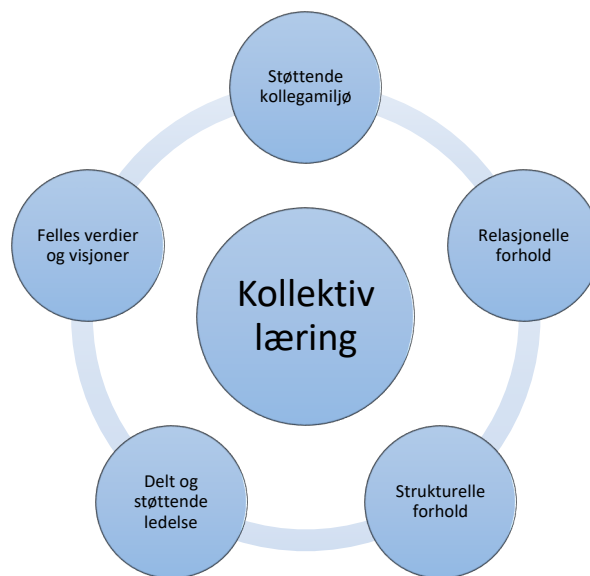 Støttende
kollegamiljø
Relasjonelle
forhold
Strukturelle
forhold
Delt og
støttende
ledelse
Felles verdier
og visjoner
Kollektiv
læring